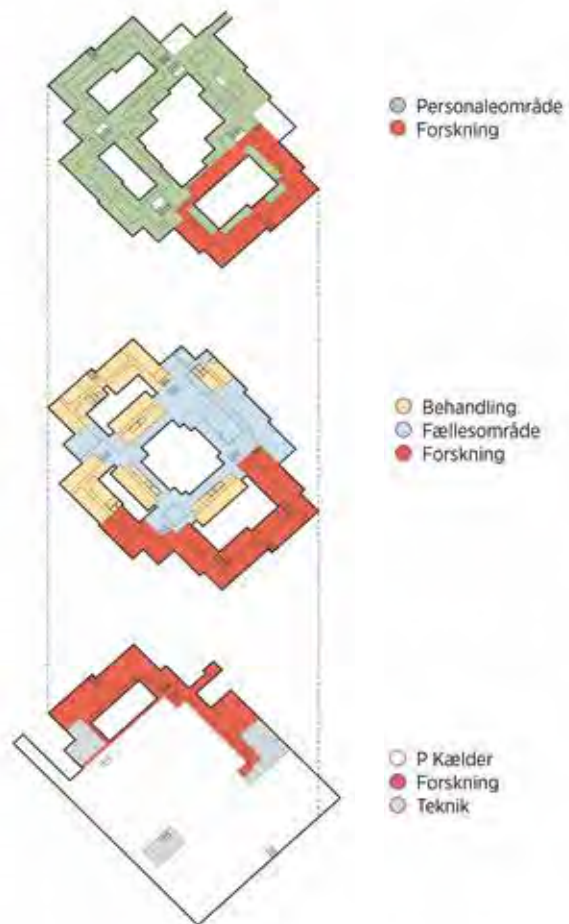 Personaleområde
Forskning
Behandling
Fællesområde
Forskning
P Kælder
Forskning
Teknik